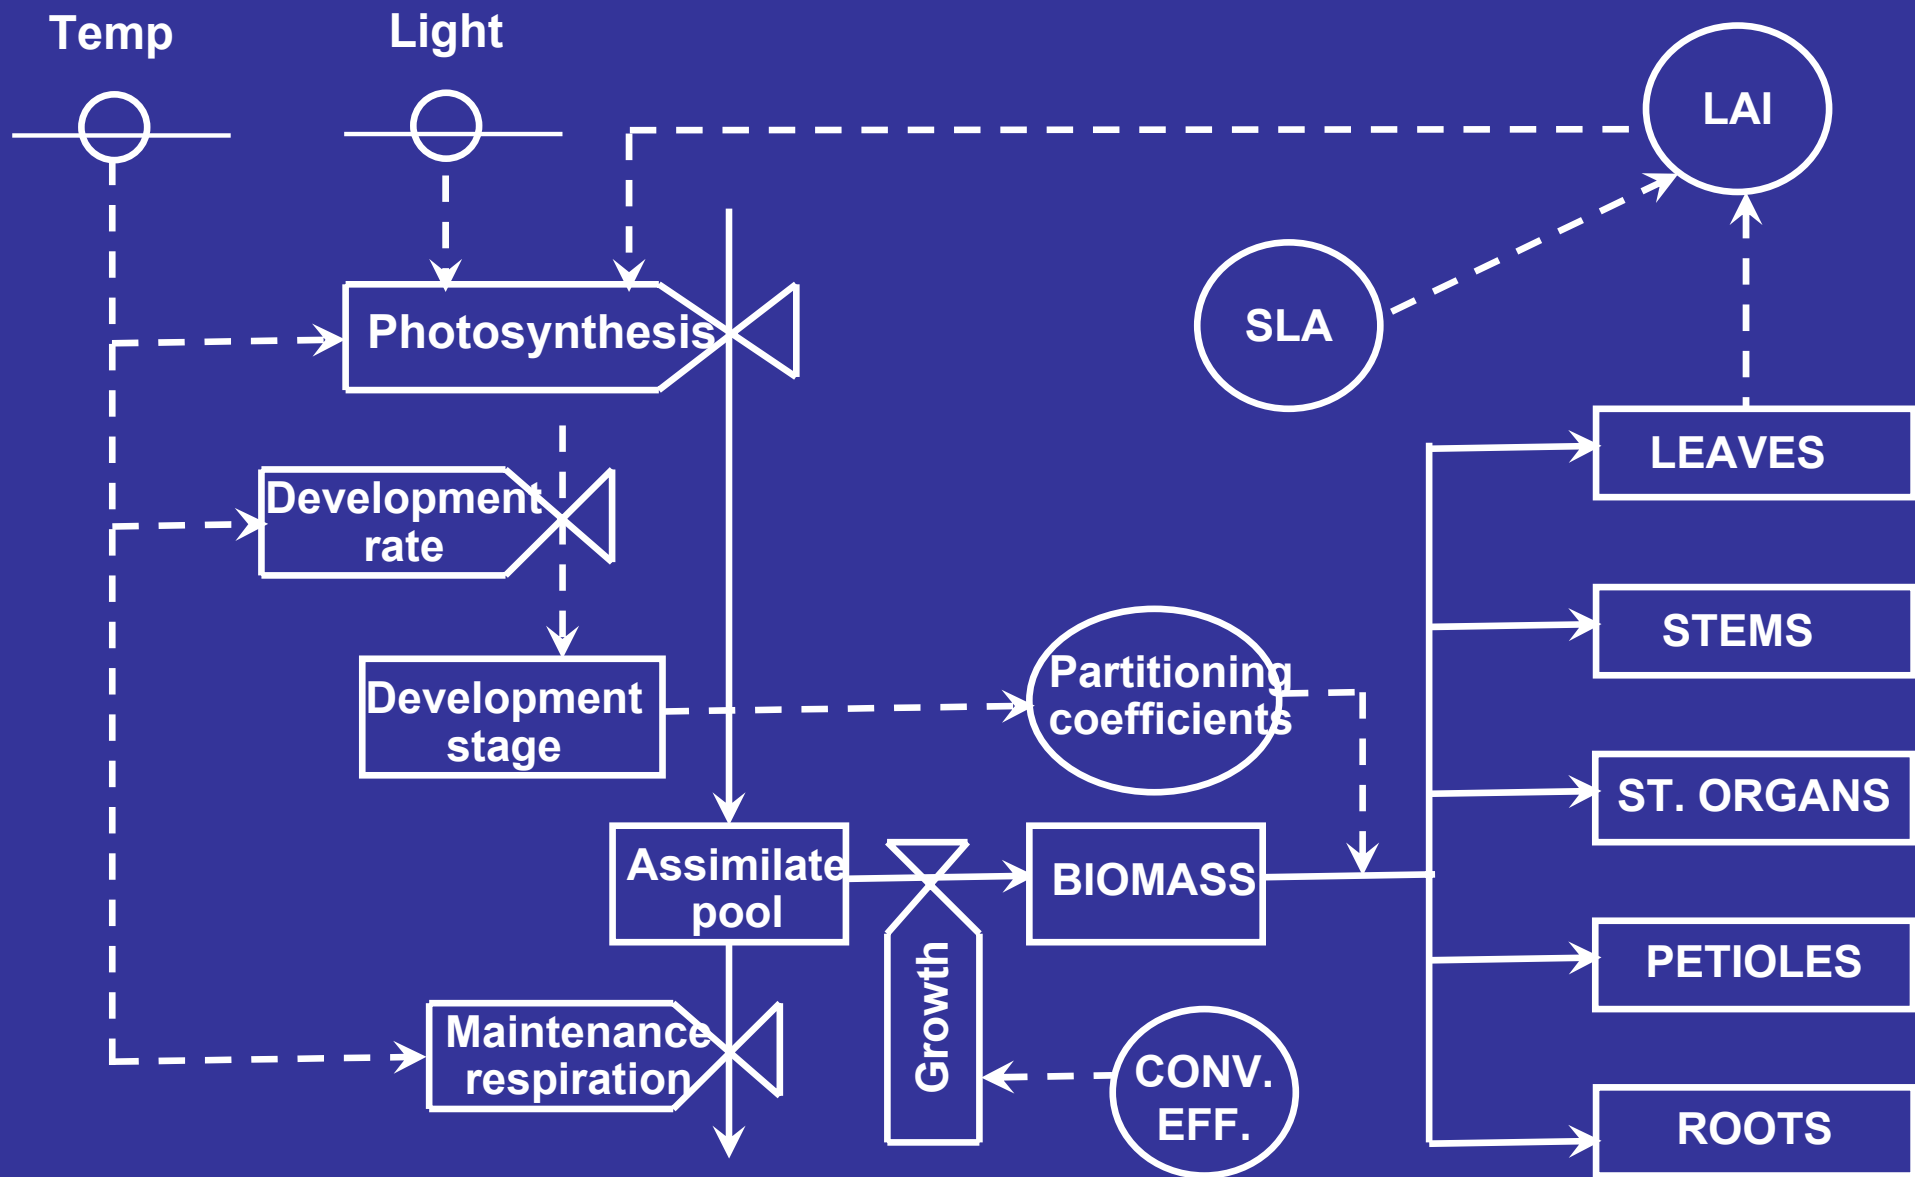 Temp
Light
LAI
SLA
Photosynthesis
LEAVES
Development
rate
STEMS
Partitioning
coefficients
Development
stage
ST. ORGANS
Assimilate
pool
BIOMASS
PETIOLES
Growth
Maintenance
respiration
CONV.
EFF.
ROOTS